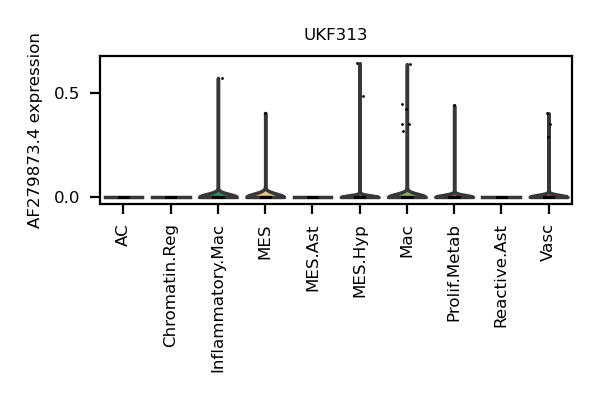 UKF313
AF279873.4 expression
0.5
0.0
AC
Chromatin.Reg
Inflammatory.Mac
MES
MES.Ast
MES.Hyp
Mac
Prolif.Metab
Reactive.Ast
Vasc